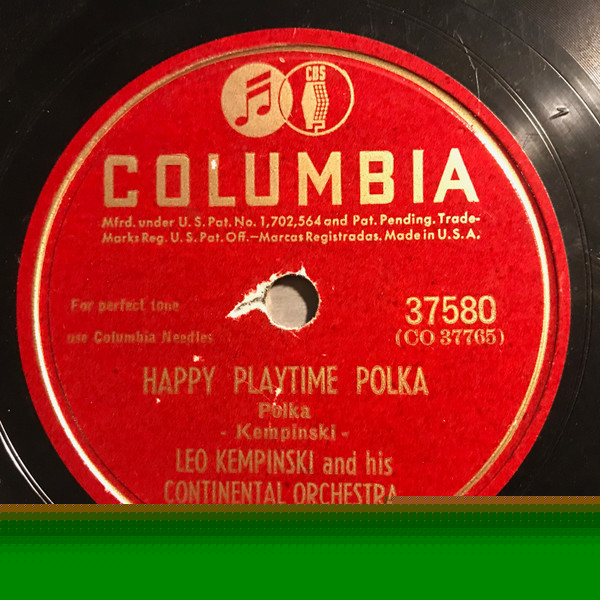 CBS
COLUMBIA
Mfrd. under U.S. Pat. No. 1,702,564 and Pat. Pending. Trade-
Marks Reg. U.S. Pat. Off.—Marcas Registradas. Made in U.S.A.
For perfect tone
use Columbia Needles
37580
(CO 37765)
HAPPY PLAYTIME POLKA
Polka
- Kempinski -
LEO KEMPINSKI and his
CONTINENTAL ORCHESTRA